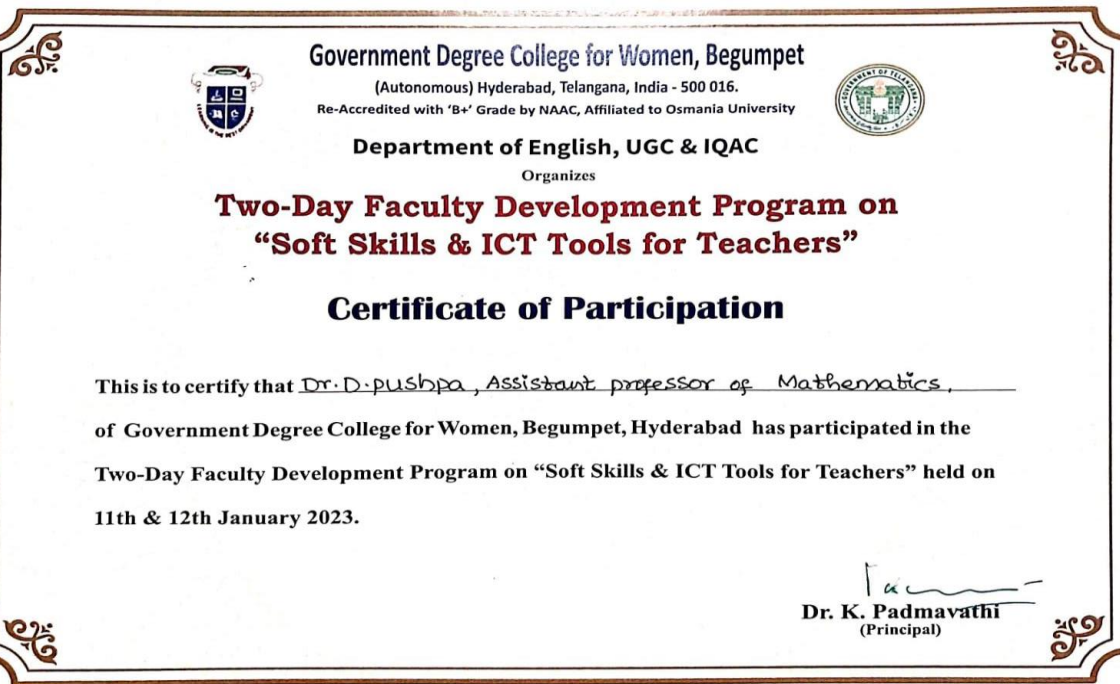 Government Degree College for Women, Begumpet
(Autonomous) Hyderabad, Telangana, India - 500 016.
Re-Accredited with ‘B+’ Grade by NAAC, Affiliated to Osmania University
Department of English, UGC & IQAC
Organizes
Two-Day Faculty Development Program on
“Soft Skills & ICT Tools for Teachers”
Certificate of Participation
This is to certify that Dr. D. pushpa, Assistant professor of Mathematics,
of Government Degree College for Women, Begumpet, Hyderabad has participated in the
Two-Day Faculty Development Program on “Soft Skills & ICT Tools for Teachers” held on
11th & 12th January 2023.
Dr. K. Padmavathi
(Principal)